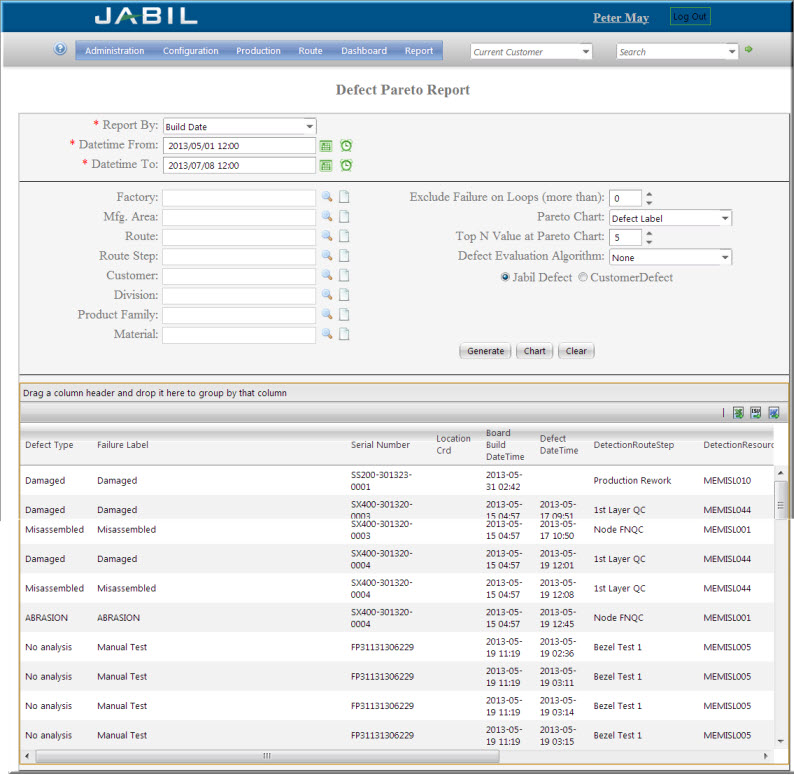 JABIL
Peter May
Log Out
Administration Configuration Production Route Dashboard Report
Current Customer
Search
Defect Pareto Report
* Report By: Build Date
* Datetime From: 2013/05/01 12:00
* Datetime To: 2013/07/08 12:00
Factory:
Mfg. Area:
Route:
Route Step:
Customer:
Division:
Product Family:
Material:
Exclude Failure on Loops (more than): 0
Pareto Chart: Defect Label
Top N Value at Pareto Chart: 5
Defect Evaluation Algorithm: None
Jabil Defect CustomerDefect
Generate Chart Clear
Drag a column header and drop it here to group by that column
Defect Type Failure Label Serial Number Location Crd Board Build DateTime Defect DateTime DetectionRouteStep DetectionResourc
Damaged Damaged SS200-301323-0001 2013-05-31 02:42 Production Rework MEMISL010
Damaged Damaged SX400-301320-0003 2013-05-15 04:57 2013-05-17 09:51 1st Layer QC MEMISL044
Misassembled Misassembled SX400-301320-0003 2013-05-15 04:57 2013-05-17 10:50 Node FNQC MEMISL001
Damaged Damaged SX400-301320-0004 2013-05-15 04:57 2013-05-19 12:01 1st Layer QC MEMISL044
Misassembled Misassembled SX400-301320-0004 2013-05-15 04:57 2013-05-19 12:08 1st Layer QC MEMISL044
ABRASION ABRASION SX400-301320-0004 2013-05-15 04:57 2013-05-19 12:45 Node FNQC MEMISL001
No analysis Manual Test FP31131306229 2013-05-19 11:19 2013-05-19 02:36 Bezel Test 1 MEMISL005
No analysis Manual Test FP31131306229 2013-05-19 11:19 2013-05-19 03:11 Bezel Test 1 MEMISL005
No analysis Manual Test FP31131306229 2013-05-19 11:19 2013-05-19 03:14 Bezel Test 1 MEMISL005
No analysis Manual Test FP31131306229 2013-05-19 11:19 2013-05-19 03:15 Bezel Test 1 MEMISL005